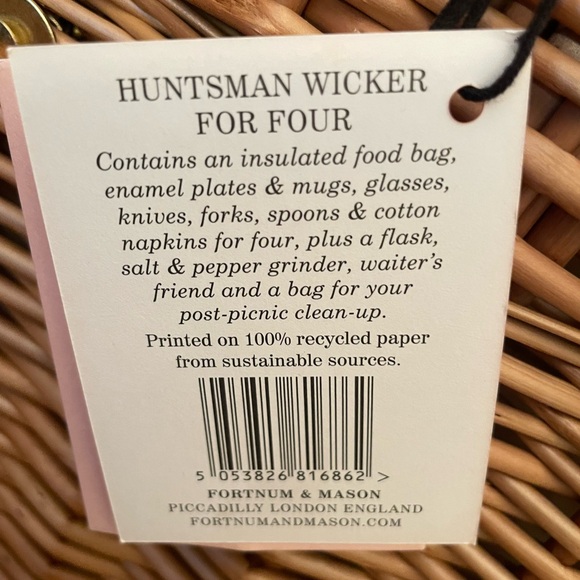 HUNTSMAN WICKER
FOR FOUR
Contains an insulated food bag,
enamel plates & mugs, glasses,
knives, forks, spoons & cotton
napkins for four, plus a flask,
salt & pepper grinder, waiter's
friend and a bag for your
post-picnic clean-up.
Printed on 100% recycled paper
from sustainable sources.
5 053826 816862 >
FORTNUM & MASON
PICCADILLY LONDON ENGLAND
FORTNUMANDMASON.COM